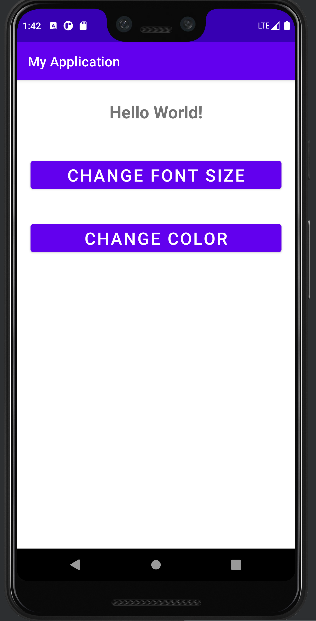 1:42 LTE
My Application
Hello World!
CHANGE FONT SIZE
CHANGE COLOR